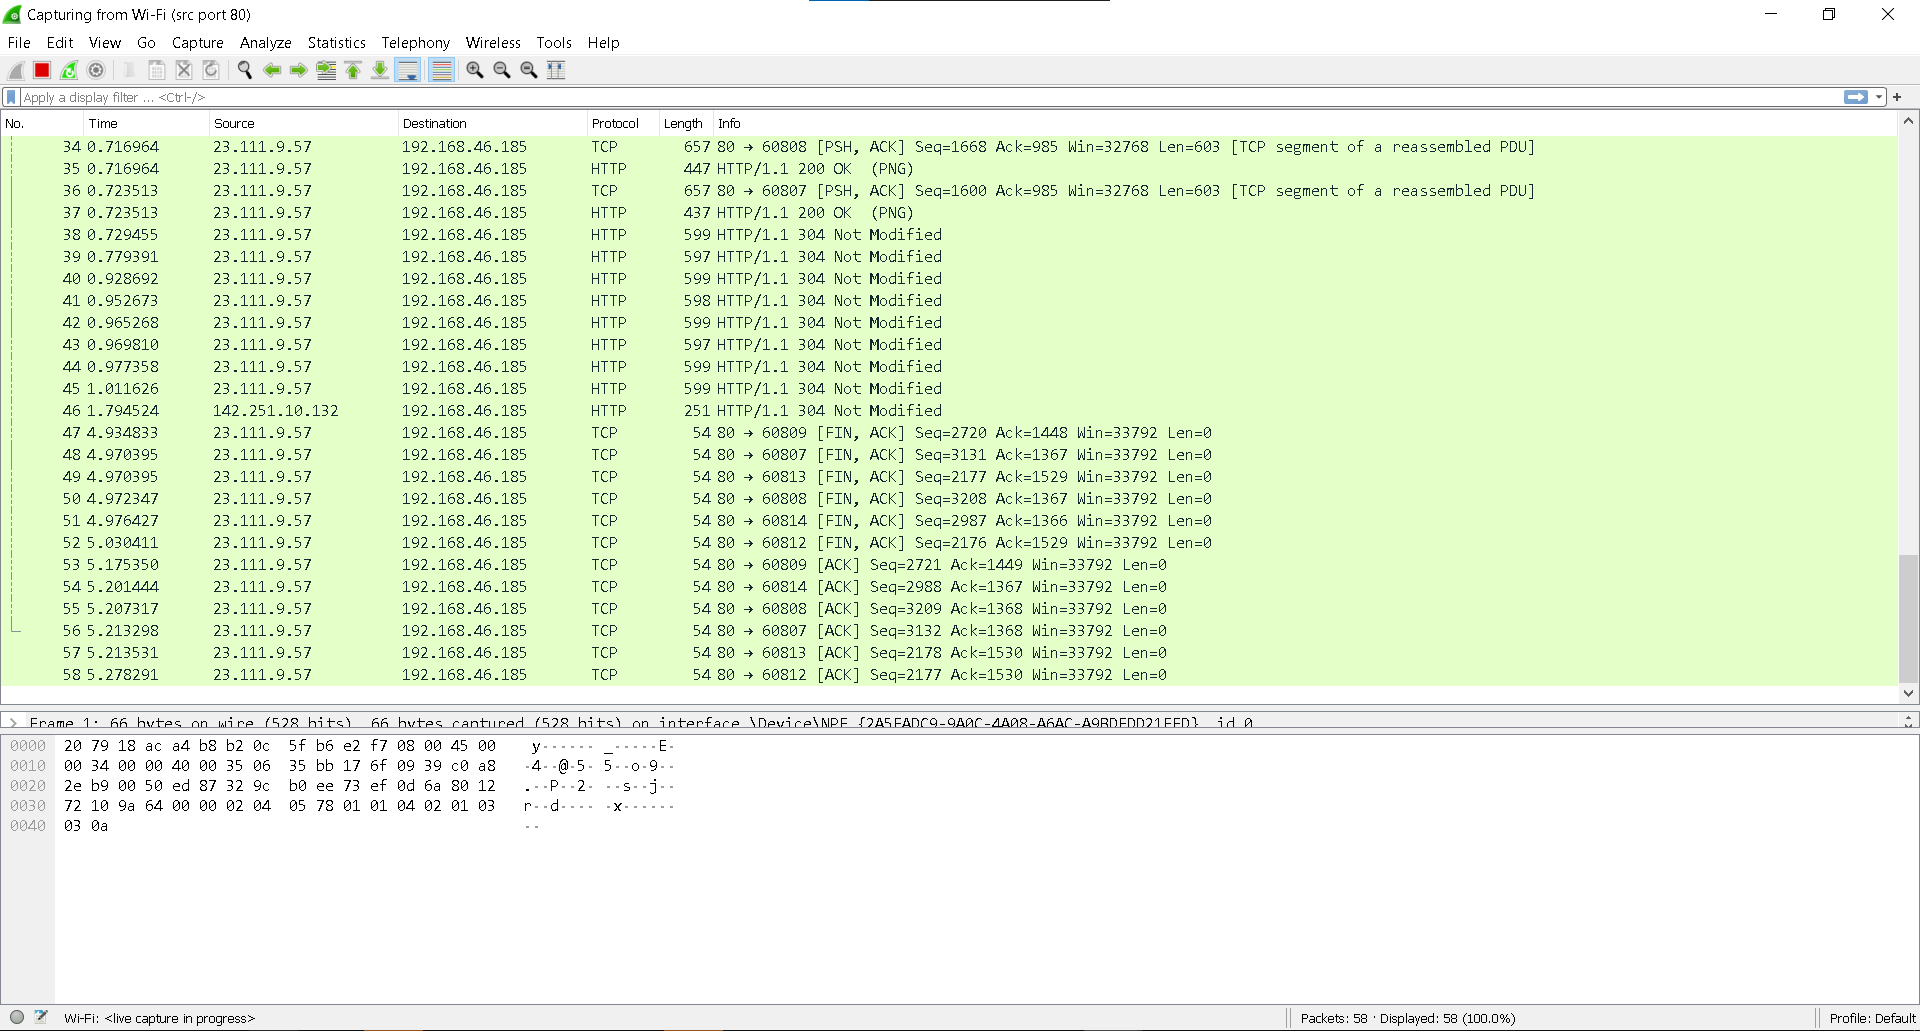 Capturing from Wi-Fi (src port 80)
File Edit View Go Capture Analyze Statistics Telephony Wireless Tools Help
Apply a display filter ... <Ctrl-/>
No. Time Source Destination Protocol Length Info
34 0.716964 23.111.9.57 192.168.46.185 TCP 657 80 → 60808 [PSH, ACK] Seq=1668 Ack=985 Win=32768 Len=603 [TCP segment of a reassembled PDU]
35 0.716964 23.111.9.57 192.168.46.185 HTTP 447 HTTP/1.1 200 OK (PNG)
36 0.723513 23.111.9.57 192.168.46.185 TCP 657 80 → 60807 [PSH, ACK] Seq=1600 Ack=985 Win=32768 Len=603 [TCP segment of a reassembled PDU]
37 0.723513 23.111.9.57 192.168.46.185 HTTP 437 HTTP/1.1 200 OK (PNG)
38 0.729455 23.111.9.57 192.168.46.185 HTTP 599 HTTP/1.1 304 Not Modified
39 0.779391 23.111.9.57 192.168.46.185 HTTP 597 HTTP/1.1 304 Not Modified
40 0.928692 23.111.9.57 192.168.46.185 HTTP 599 HTTP/1.1 304 Not Modified
41 0.952673 23.111.9.57 192.168.46.185 HTTP 598 HTTP/1.1 304 Not Modified
42 0.965268 23.111.9.57 192.168.46.185 HTTP 599 HTTP/1.1 304 Not Modified
43 0.969810 23.111.9.57 192.168.46.185 HTTP 597 HTTP/1.1 304 Not Modified
44 0.977358 23.111.9.57 192.168.46.185 HTTP 599 HTTP/1.1 304 Not Modified
45 1.011626 23.111.9.57 192.168.46.185 HTTP 599 HTTP/1.1 304 Not Modified
46 1.794524 142.251.10.132 192.168.46.185 HTTP 251 HTTP/1.1 304 Not Modified
47 4.934833 23.111.9.57 192.168.46.185 TCP 54 80 → 60809 [FIN, ACK] Seq=2720 Ack=1448 Win=33792 Len=0
48 4.970395 23.111.9.57 192.168.46.185 TCP 54 80 → 60807 [FIN, ACK] Seq=3131 Ack=1367 Win=33792 Len=0
49 4.970395 23.111.9.57 192.168.46.185 TCP 54 80 → 60813 [FIN, ACK] Seq=2177 Ack=1529 Win=33792 Len=0
50 4.972347 23.111.9.57 192.168.46.185 TCP 54 80 → 60808 [FIN, ACK] Seq=3208 Ack=1367 Win=33792 Len=0
51 4.976427 23.111.9.57 192.168.46.185 TCP 54 80 → 60814 [FIN, ACK] Seq=2987 Ack=1366 Win=33792 Len=0
52 5.030411 23.111.9.57 192.168.46.185 TCP 54 80 → 60812 [FIN, ACK] Seq=2176 Ack=1529 Win=33792 Len=0
53 5.175350 23.111.9.57 192.168.46.185 TCP 54 80 → 60809 [ACK] Seq=2721 Ack=1449 Win=33792 Len=0
54 5.201444 23.111.9.57 192.168.46.185 TCP 54 80 → 60814 [ACK] Seq=2988 Ack=1367 Win=33792 Len=0
55 5.207317 23.111.9.57 192.168.46.185 TCP 54 80 → 60808 [ACK] Seq=3209 Ack=1368 Win=33792 Len=0
56 5.213298 23.111.9.57 192.168.46.185 TCP 54 80 → 60807 [ACK] Seq=3132 Ack=1368 Win=33792 Len=0
57 5.213531 23.111.9.57 192.168.46.185 TCP 54 80 → 60813 [ACK] Seq=2178 Ack=1530 Win=33792 Len=0
58 5.278291 23.111.9.57 192.168.46.185 TCP 54 80 → 60812 [ACK] Seq=2177 Ack=1530 Win=33792 Len=0
Frame 1: 66 bytes on wire (528 bits), 66 bytes captured (528 bits) on interface id 0
0000 20 79 18 ac a4 b8 b2 0c 5f b6 e2 f7 08 00 45 00 y······ _·····E·
0010 00 34 00 00 40 00 35 06 35 bb 17 6f 09 39 c0 a8 ·4··@·5· 5··o·9··
0020 2e b9 00 50 ed 87 32 9c b0 ee 73 ef 0d 6a 80 12 .··P··2· ··s··j··
0030 72 10 9a 64 00 00 02 04 05 78 01 01 04 02 01 03 r··d···· ·x······
0040 03 0a ··
Wi-Fi: <live capture in progress> Packets: 58 · Displayed: 58 (100.0%) Profile: Default